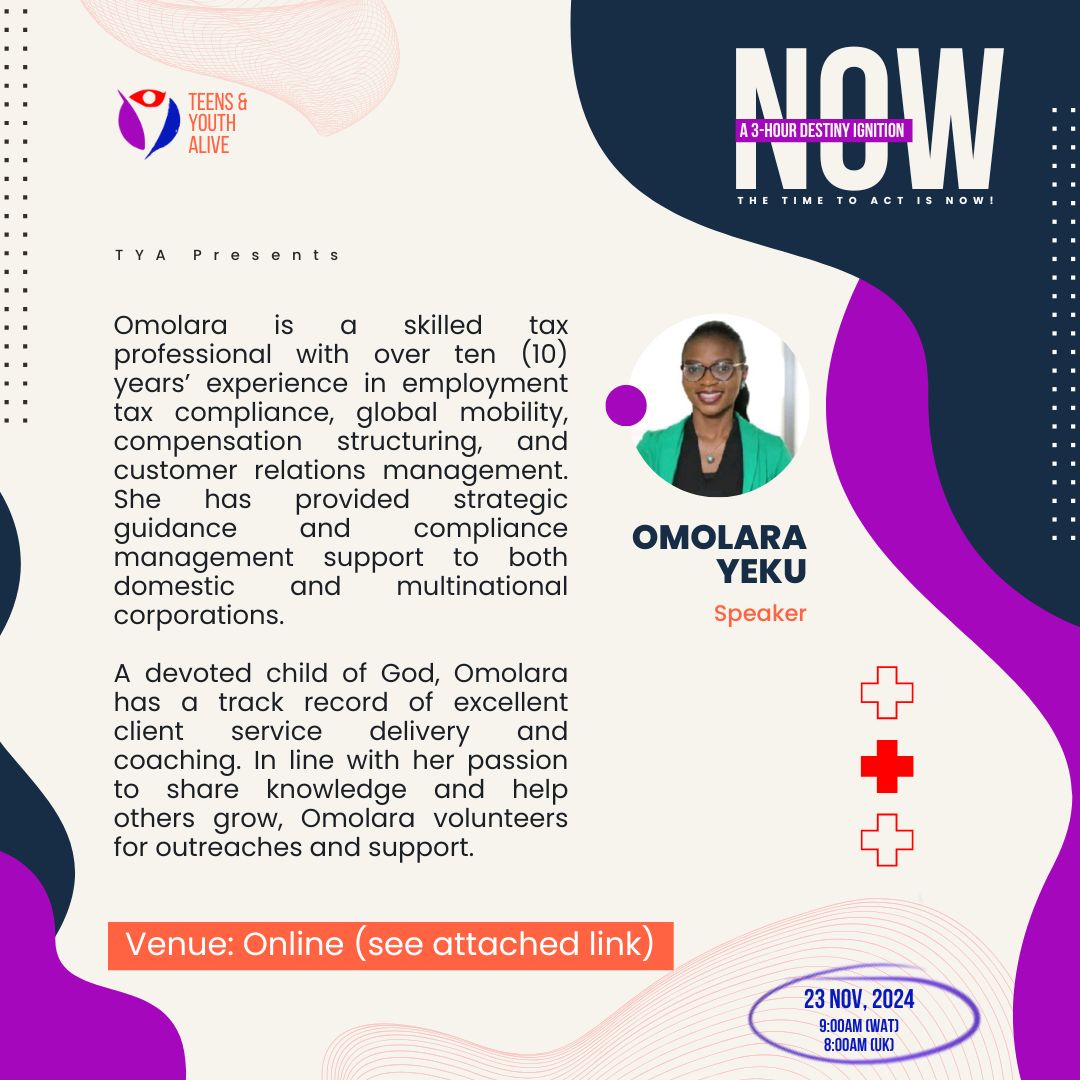 TEENS &
YOUTH
ALIVE
NOW
A 3-HOUR DESTINY IGNITION
THE TIME TO ACT IS NOW!
TYA Presents
Omolara is a skilled tax
professional with over ten (10)
years’ experience in employment
tax compliance, global mobility,
compensation structuring, and
customer relations management.
She has provided strategic
guidance and compliance
management support to both
domestic and multinational
corporations.
A devoted child of God, Omolara
has a track record of excellent
client service delivery and
coaching. In line with her passion
to share knowledge and help
others grow, Omolara volunteers
for outreaches and support.
OMOLARA
YEKU
Speaker
Venue: Online (see attached link)
23 NOV, 2024
9:00AM (WAT)
8:00AM (UK)